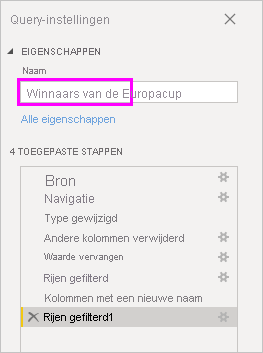 Query-instellingen
EIGENSCHAPPEN
Naam
Winnaars van de Europacup
Alle eigenschappen
4 TOEGEPASTE STAPPEN
Bron
Navigatie
Type gewijzigd
Andere kolommen verwijderd
Waarde vervangen
Rijen gefilterd
Kolommen met een nieuwe naam
Rijen gefilterd1